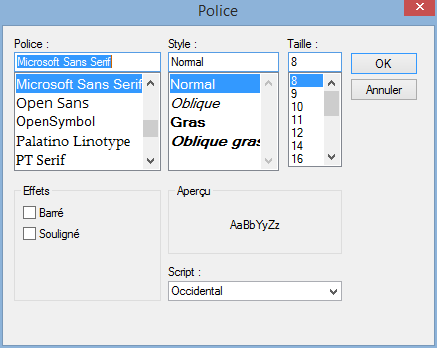 Police
Police :
Style :
Taille :
Microsoft Sans Serif
Normal
8
OK
Annuler
Microsoft Sans Serif
Open Sans
OpenSymbol
Palatino Linotype
PT Serif
Normal
Oblique
Gras
Oblique gras
8
9
10
11
12
14
16
Effets
Barré
Souligné
Aperçu
AaBbYyZz
Script :
Occidental